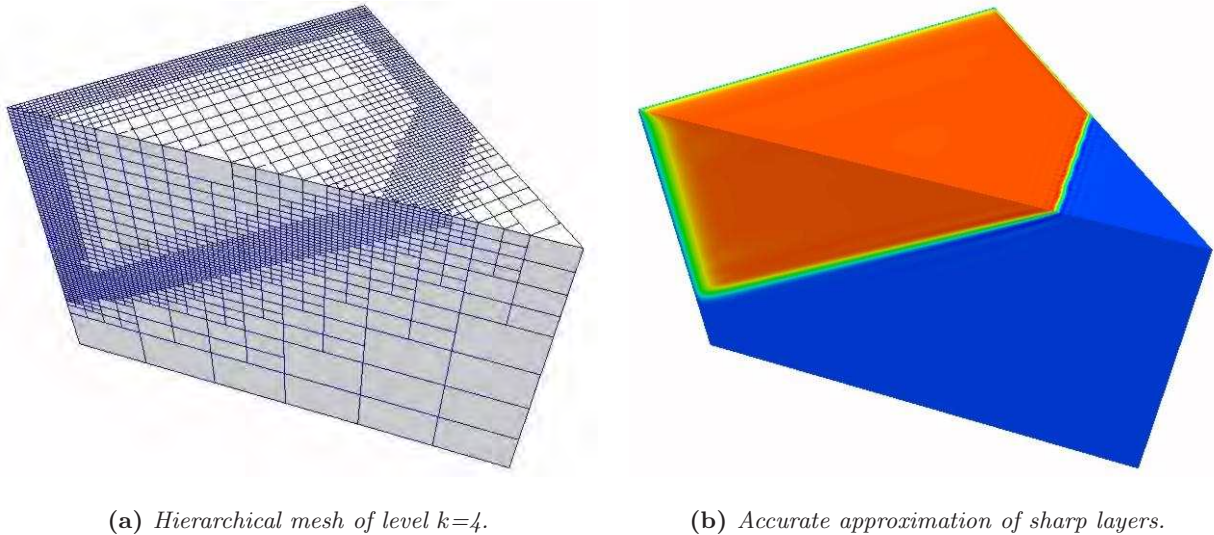 (a) Hierarchical mesh of level k=4.
(b) Accurate approximation of sharp layers.